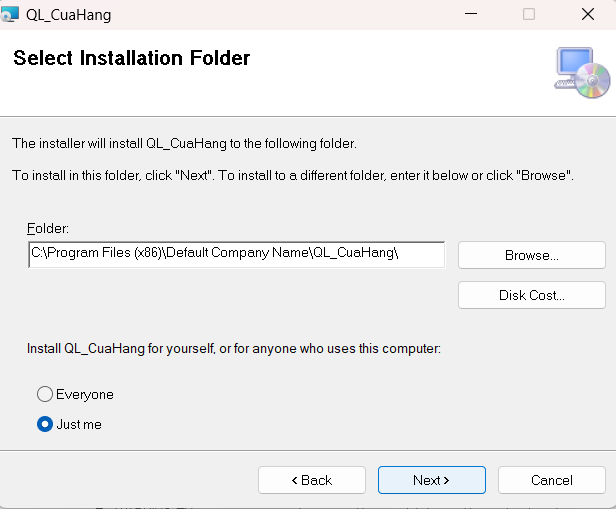 QL_CuaHang
Select Installation Folder
The installer will install QL_CuaHang to the following folder.
To install in this folder, click "Next". To install to a different folder, enter it below or click "Browse".
Folder:
C:\Program Files (x86)\Default Company Name\QL_CuaHang\
Browse...
Disk Cost...
Install QL_CuaHang for yourself, or for anyone who uses this computer:
Everyone
Just me
< Back
Next >
Cancel